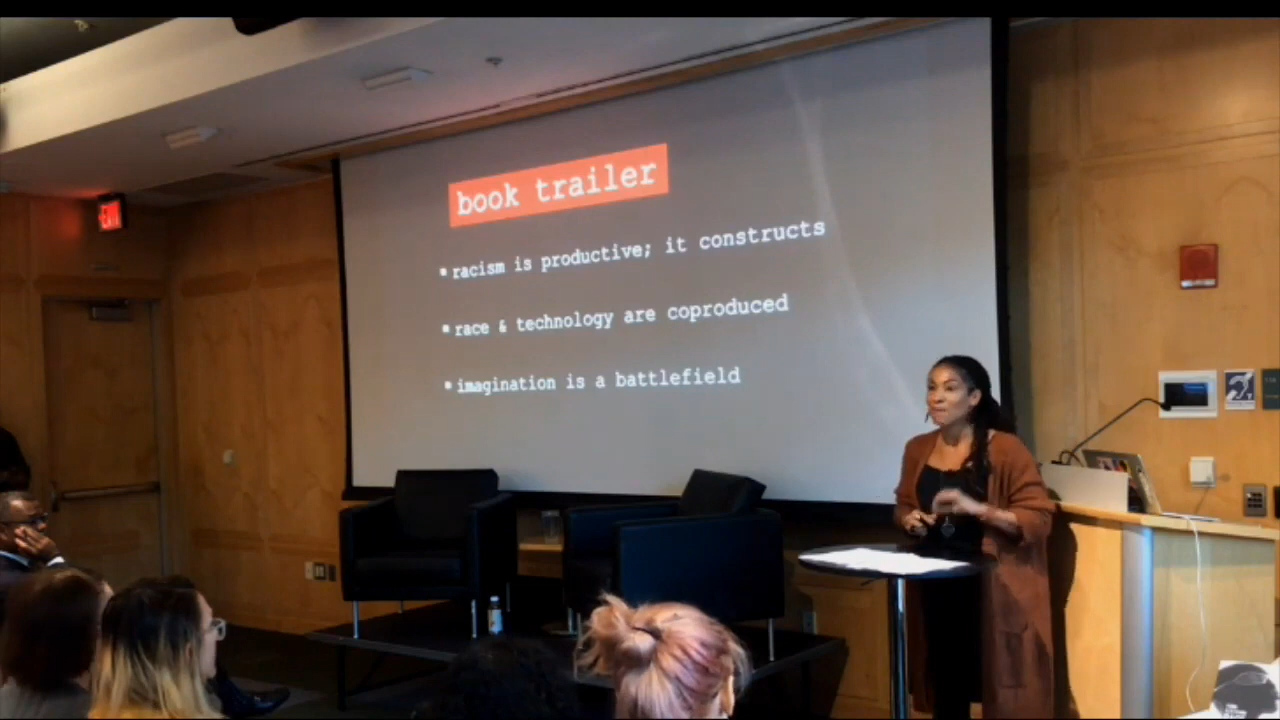 book trailer
▪ racism is productive; it constructs
▪ race & technology are coproduced
▪ imagination is a battlefield
EXIT